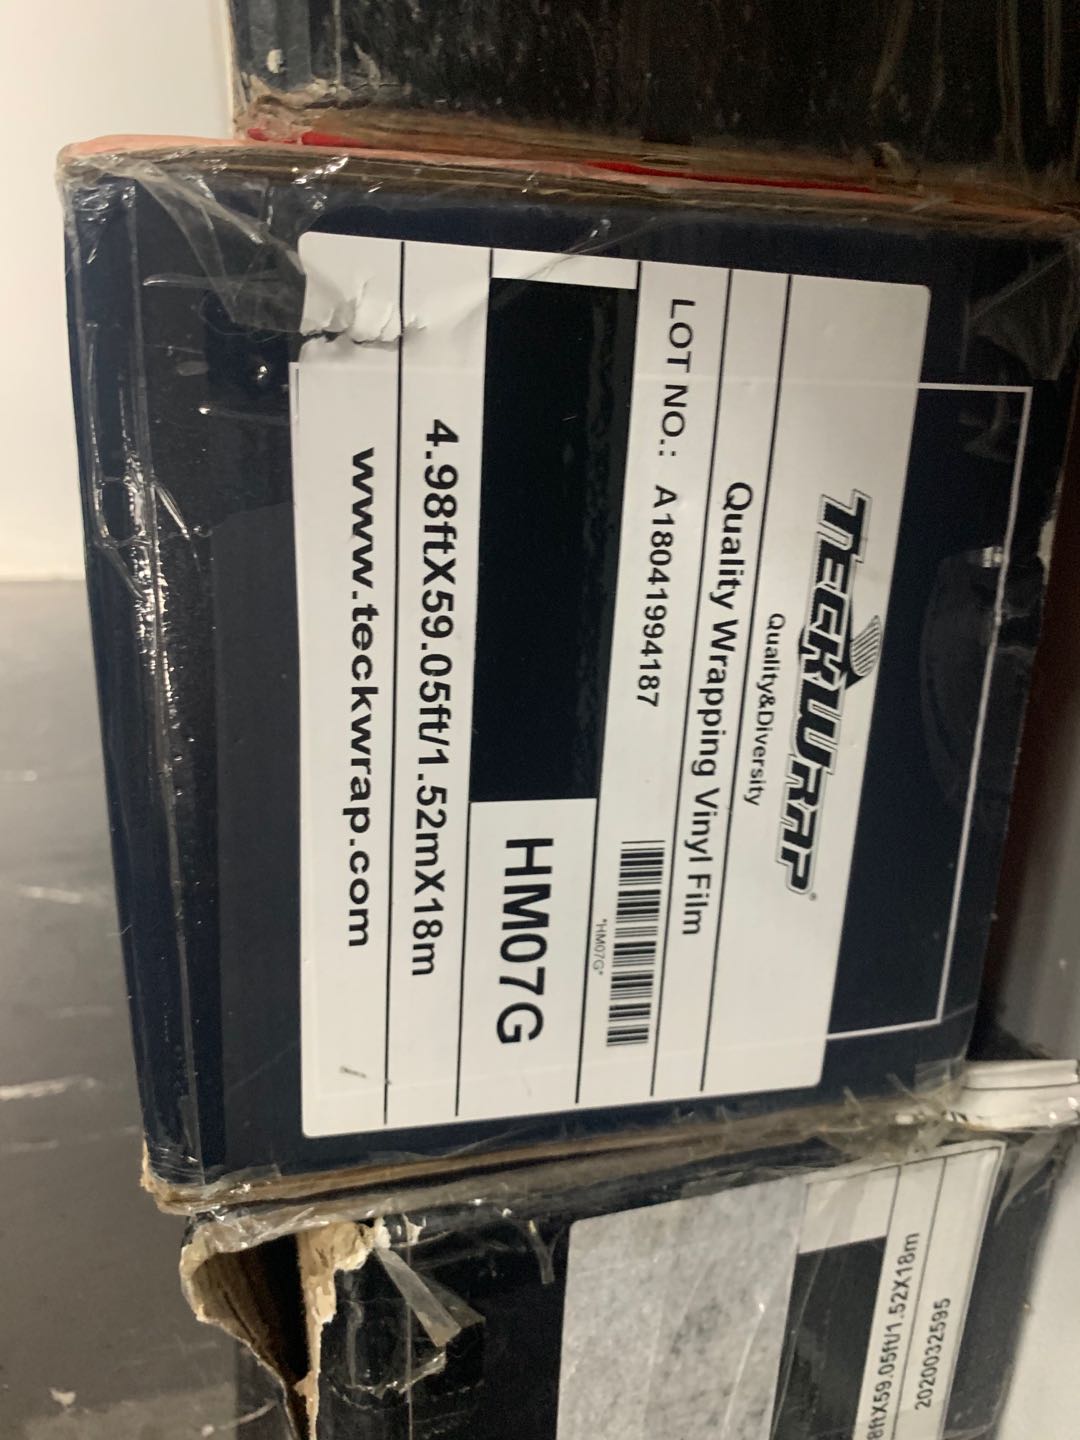 TECKWRAP®
Quality&Diversity
Quality Wrapping Vinyl Film
LOT NO.: A18041994187
*HM07G*
HM07G
4.98ftX59.05ft/1.52mX18m
www.teckwrap.com
2020032595
8ftX59.05ft/1.52X18m